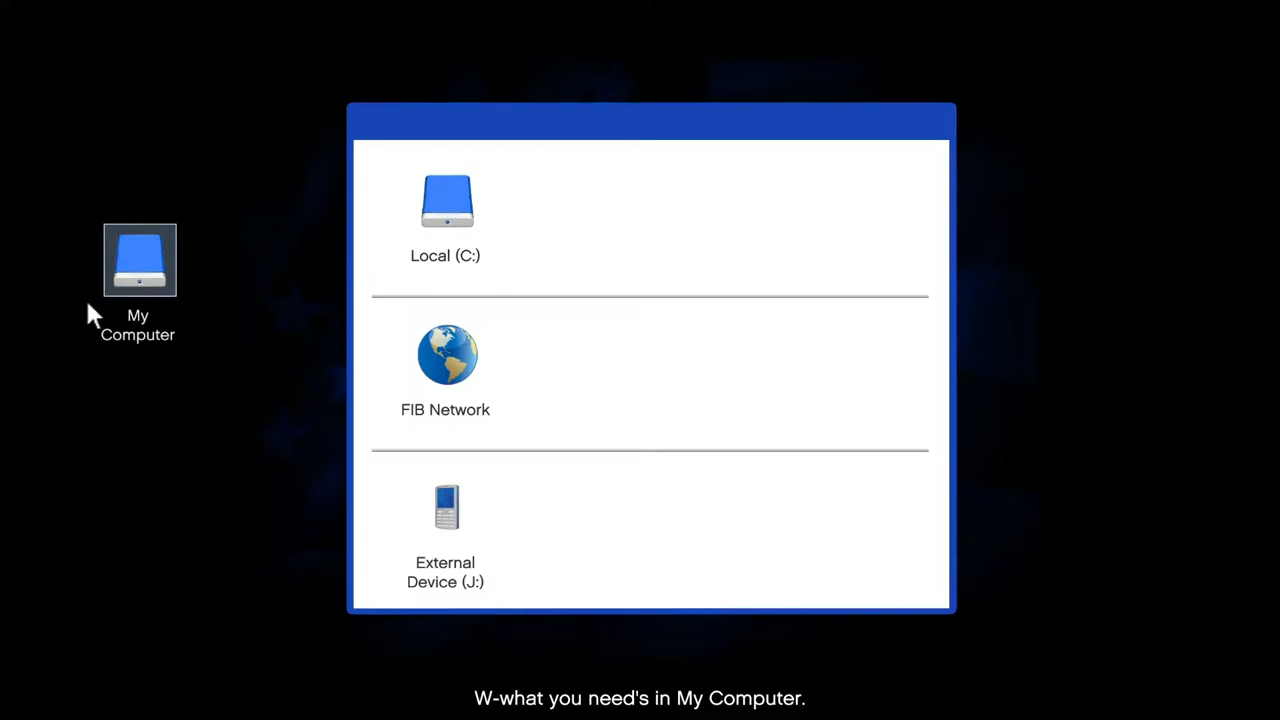 My
Computer
Local (C:)
FIB Network
External
Device (J:)
W-what you need's in My Computer.